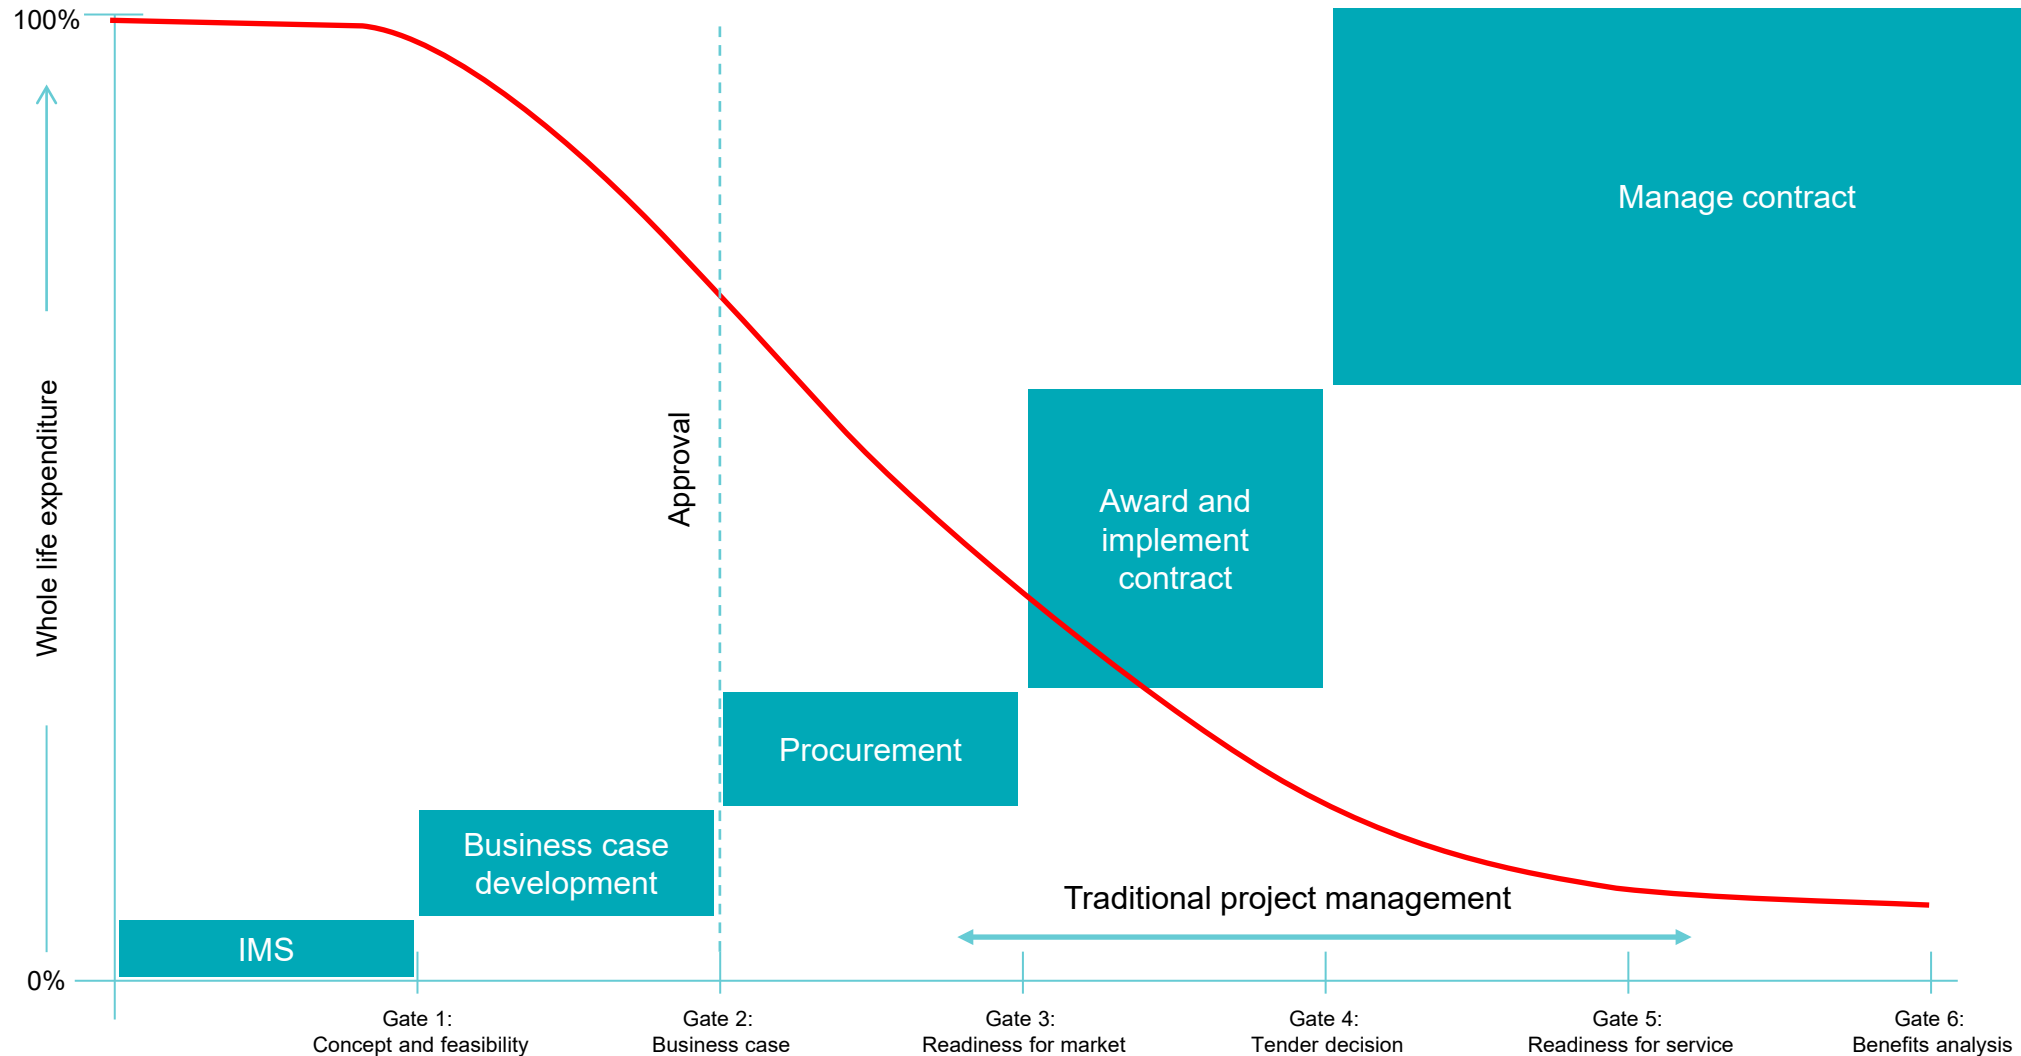 100%
Whole life expenditure
0%
Approval
Manage contract
Award and
implement
contract
Procurement
Business case
development
IMS
Traditional project management
Gate 1:
Concept and feasibility
Gate 2:
Business case
Gate 3:
Readiness for market
Gate 4:
Tender decision
Gate 5:
Readiness for service
Gate 6:
Benefits analysis